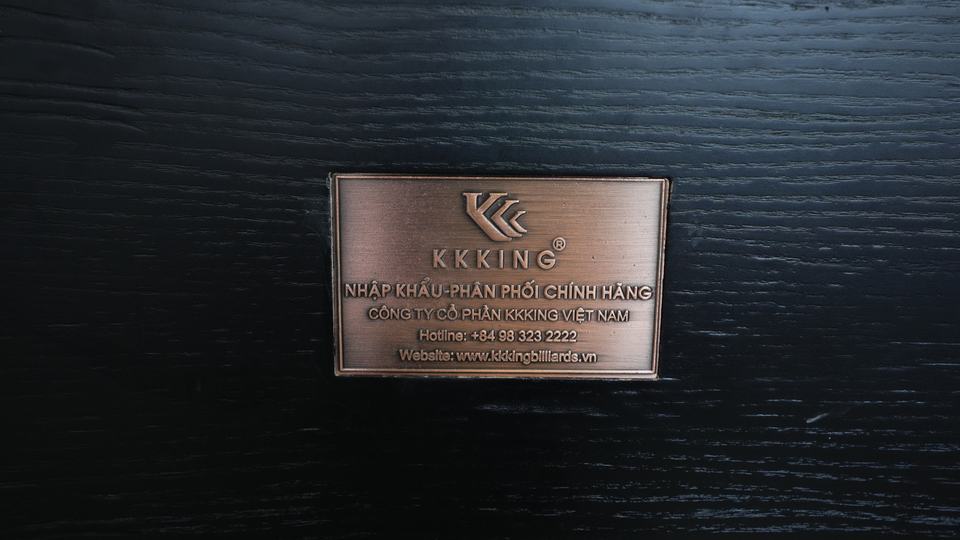 KKKING®
NHẬP KHẨU-PHÂN PHỐI CHÍNH HÃNG
CÔNG TY CỔ PHẦN KKKING VIỆT NAM
Hotline: +84 98 323 2222
Website: www.kkkingbilliards.vn